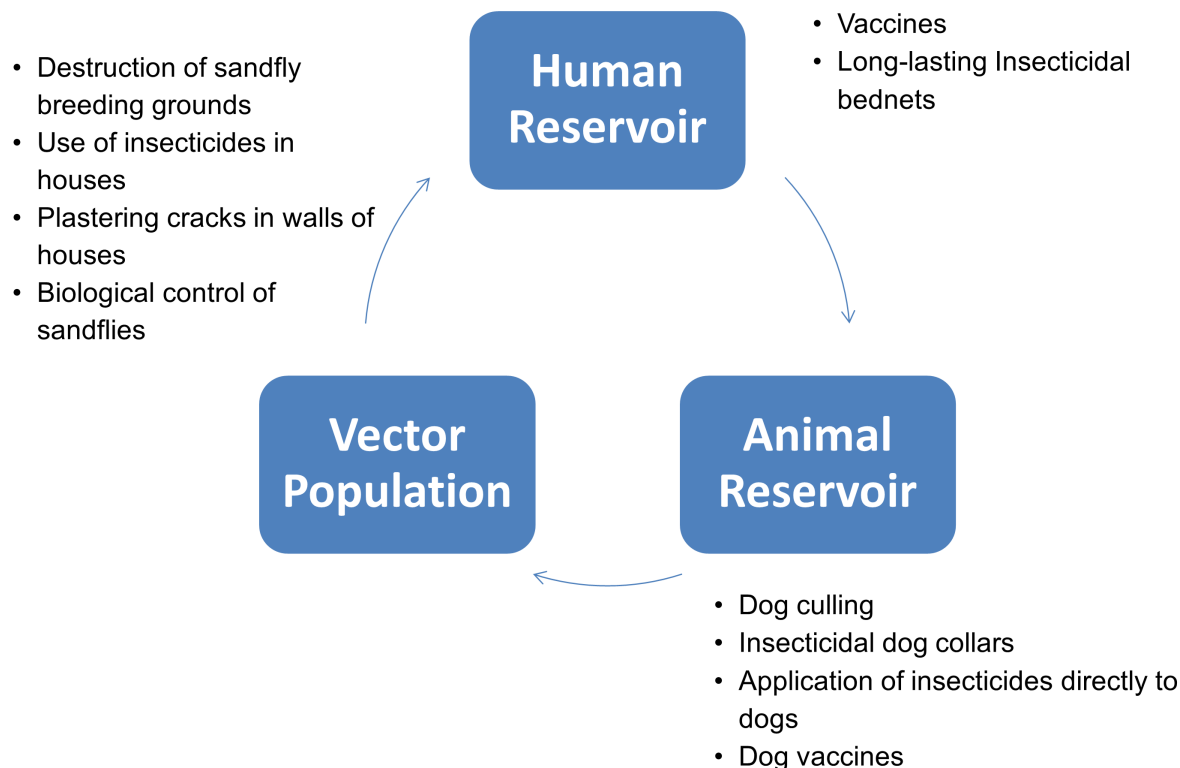 Human
Reservoir
• Vaccines
• Long-lasting Insecticidal
bednets
• Destruction of sandfly
breeding grounds
• Use of insecticides in
houses
• Plastering cracks in walls of
houses
• Biological control of
sandflies
Vector
Population
Animal
Reservoir
• Dog culling
• Insecticidal dog collars
• Application of insecticides directly to
dogs
• Dog vaccines